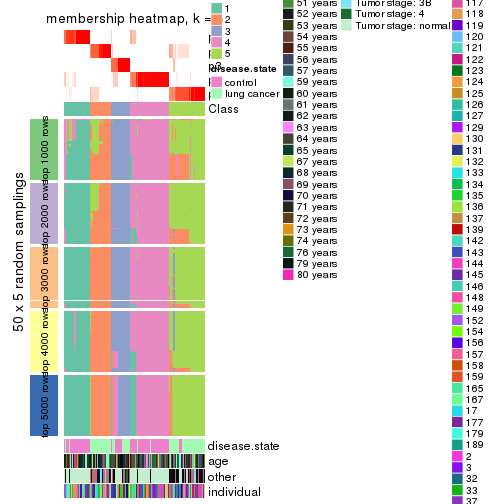 membership heatmap, k =
1
2
3
4
5
disease.state
control
lung cancer
Class
50 x 5 random samplings
top 1000 rows
top 2000 rows
top 3000 rows
top 4000 rows
top 5000 rows
disease.state
age
other
individual
51 years
52 years
53 years
54 years
55 years
56 years
57 years
59 years
60 years
61 years
62 years
63 years
64 years
65 years
67 years
68 years
69 years
70 years
71 years
72 years
73 years
74 years
76 years
79 years
80 years
Tumor stage: 3B
Tumor stage: 4
Tumor stage: normal
117
118
119
120
121
122
123
124
125
126
127
129
130
131
132
133
134
135
136
137
139
142
143
144
145
146
148
149
152
154
156
157
158
159
165
167
17
177
179
189
2
3
32
33
37